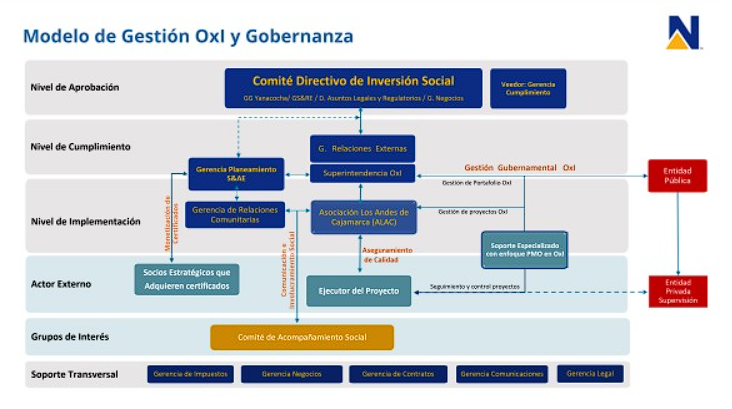 Modelo de Gestión OxI y Gobernanza
N
Nivel de Aprobación
Comité Directivo de Inversión Social
GG Yanacocha/ GS&RE / D. Asuntos Legales y Regulatorios / G. Negocios
Veedor: Gerencia
Cumplimiento
Nivel de Cumplimiento
G. Relaciones Externas
Gerencia Planeamiento
S&AE
Superintendencia OxI
Gestión Gubernamental OxI
Gestión de Portafolio OxI
Entidad
Pública
Nivel de Implementación
Monetización de
Certificados
Gerencia de Relaciones
Comunitarias
Asociación Los Andes de
Cajamarca (ALAC)
Gestión de proyectos OxI
Comunicación e
Involucramiento Social
Aseguramiento
de Calidad
Soporte Especializado
con enfoque PMO en OxI
Actor Externo
Socios Estratégicos que
Adquieren certificados
Ejecutor del Proyecto
Seguimiento y control proyectos
Entidad
Privada
Supervisión
Grupos de Interés
Comité de Acompañamiento Social
Soporte Transversal
Gerencia de Impuestos
Gerencia Negocios
Gerencia de Contratos
Gerencia Comunicaciones
Gerencia Legal